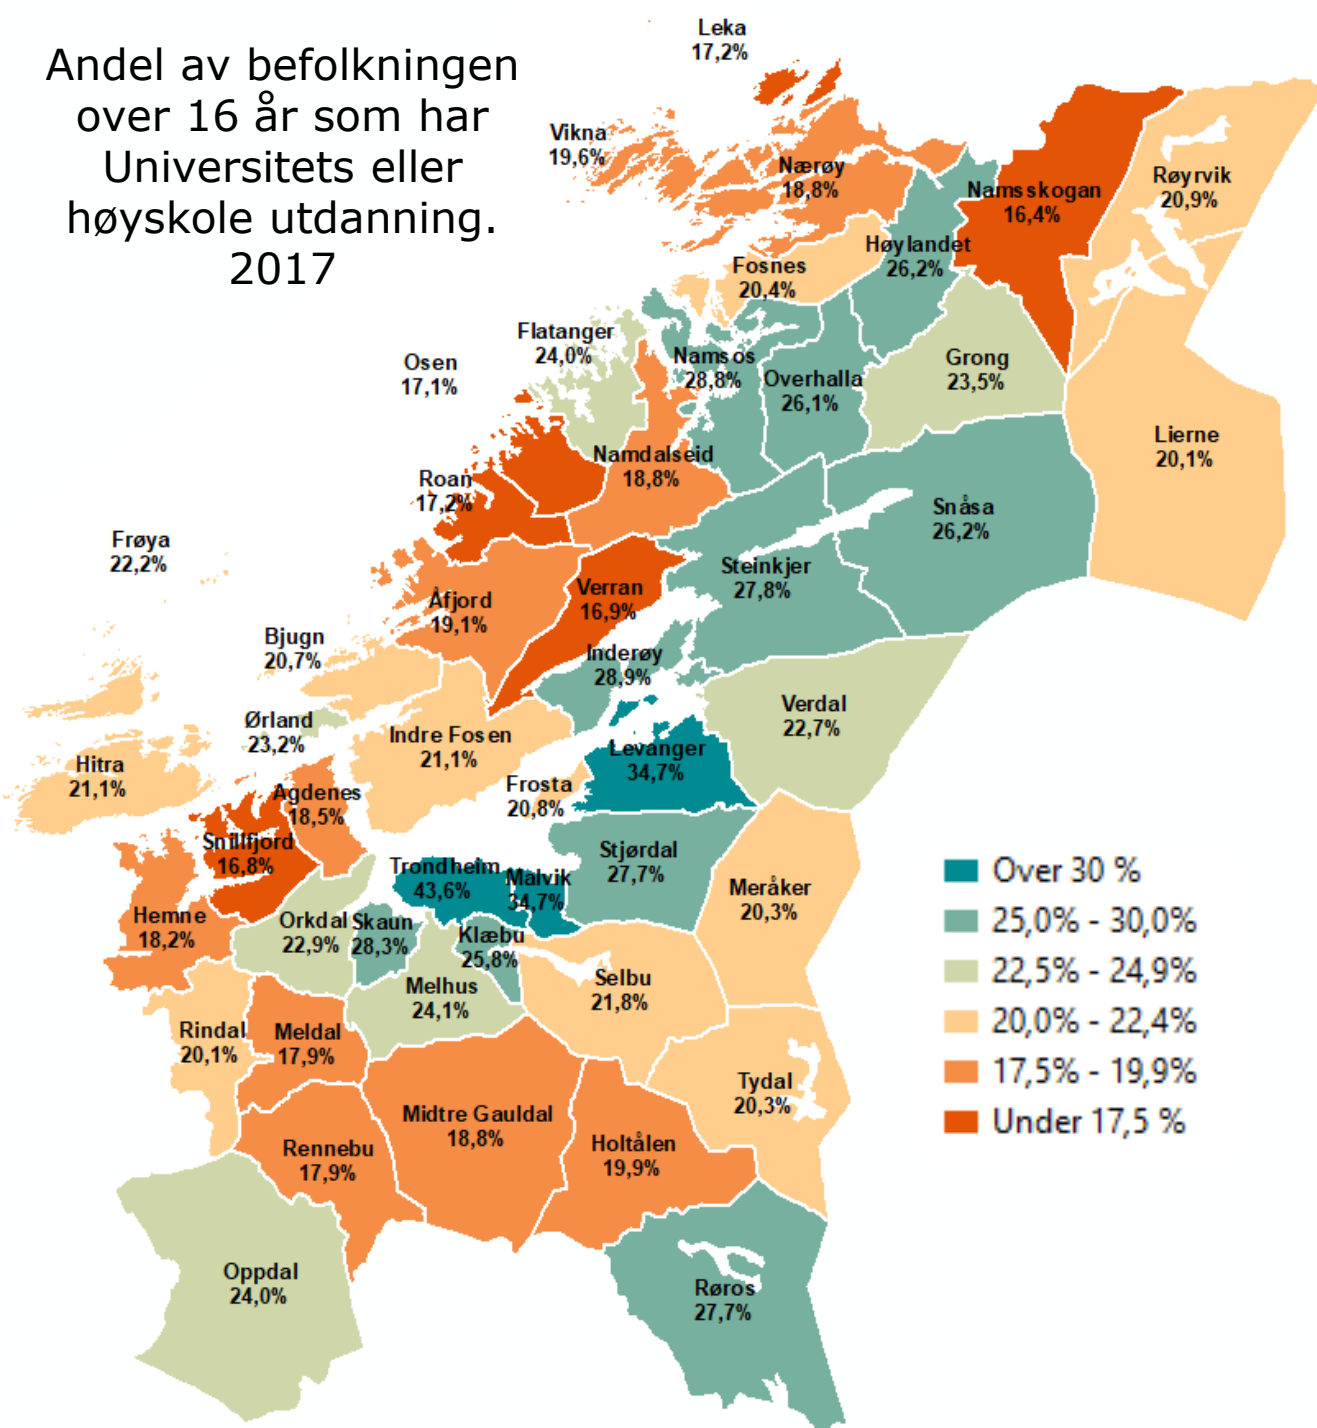 Andel av befolkningen
over 16 år som har
Universitets eller
høyskole utdanning.
2017
Leka
17,2%
Vikna
19,6%
Nærøy
18,8%
Namsskogan
16,4%
Røyrvik
20,9%
Høylandet
26,2%
Fosnes
20,4%
Flatanger
24,0%
Osen
17,1%
Namsos
28,8%
Overhalla
26,1%
Grong
23,5%
Lierne
20,1%
Namdalseid
18,8%
Roan
17,2%
Snåsa
26,2%
Frøya
22,2%
Steinkjer
27,8%
Verran
16,9%
Åfjord
19,1%
Bjugn
20,7%
Inderøy
28,9%
Verdal
22,7%
Ørland
23,2%
Indre Fosen
21,1%
Levanger
34,7%
Hitra
21,1%
Agdenes
18,5%
Frosta
20,8%
Snillfjord
16,8%
Stjørdal
27,7%
Trondheim
43,6%
Malvik
34,7%
Meråker
20,3%
Hemne
18,2%
Orkdal
22,9%
Skaun
28,3%
Klæbu
25,8%
Selbu
21,8%
Melhus
24,1%
Rindal
20,1%
Meldal
17,9%
Tydal
20,3%
Midtre Gauldal
18,8%
Rennebu
17,9%
Holtålen
19,9%
Oppdal
24,0%
Røros
27,7%
Over 30 %
25,0% - 30,0%
22,5% - 24,9%
20,0% - 22,4%
17,5% - 19,9%
Under 17,5 %